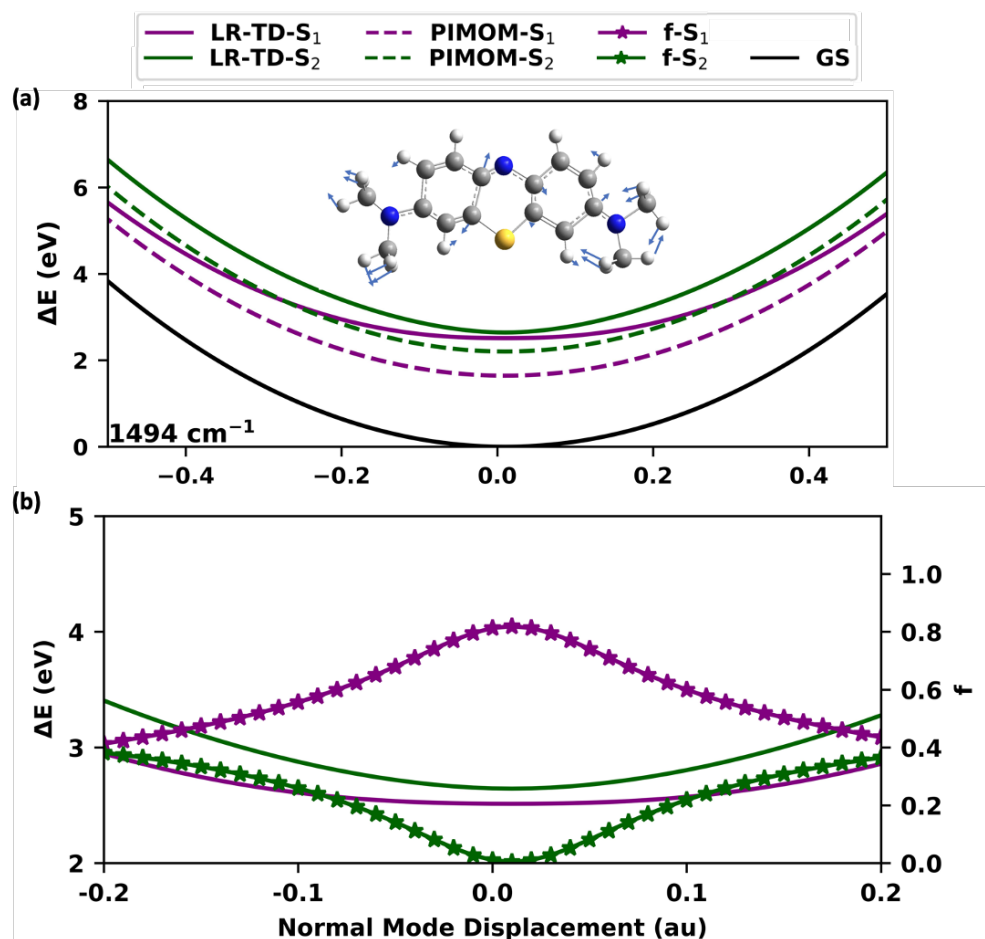 LR-TD-S₁ PIMOM-S₁ f-S₁
LR-TD-S₂ PIMOM-S₂ f-S₂ GS
(a)
8
6
4
2
0
ΔE (eV)
1494 cm⁻¹
−0.4 −0.2 0.0 0.2 0.4
(b)
5
4
3
2
ΔE (eV)
1.0
0.8
0.6
0.4
0.2
0.0
f
-0.2 -0.1 0.0 0.1 0.2
Normal Mode Displacement (au)